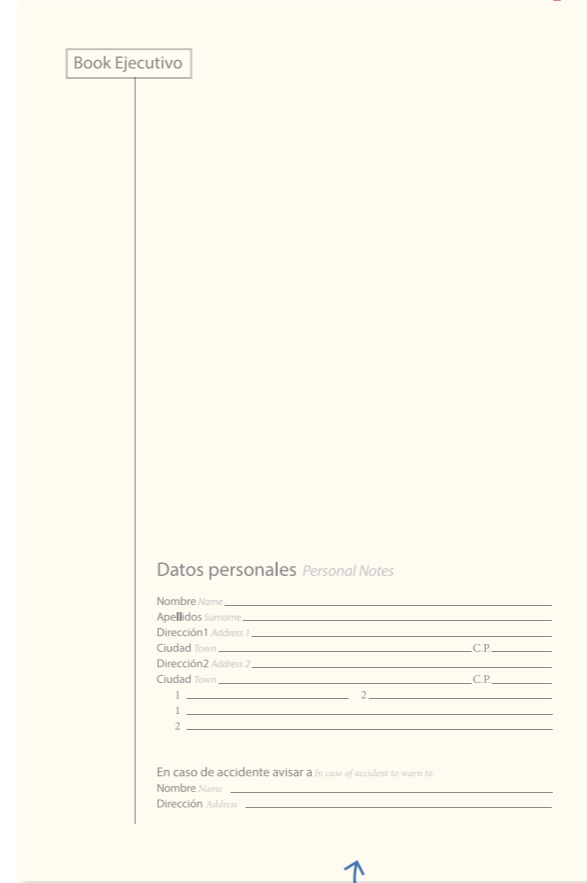 Book Ejecutivo
Datos personales Personal Notes
Nombre Name
Apellidos Surname
Dirección1 Address 1
Ciudad Town C.P.
Dirección2 Address 2
Ciudad Town C.P.
1 2
1
2
En caso de accidente avisar a In case of accident to warn to
Nombre Name
Dirección Address